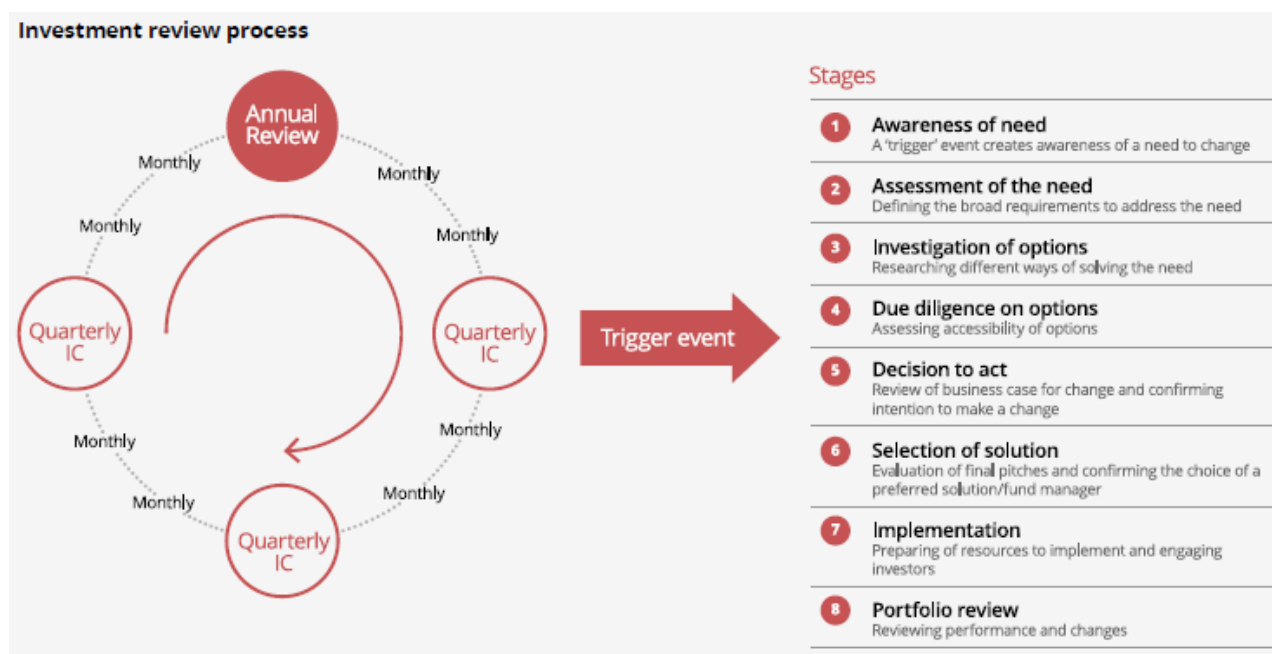 Investment review process
Annual
Review
Monthly
Monthly
Monthly
Monthly
Quarterly
IC
Quarterly
IC
Monthly
Monthly
Monthly
Monthly
Quarterly
IC
Trigger event
Stages
1 Awareness of need
A 'trigger' event creates awareness of a need to change
2 Assessment of the need
Defining the broad requirements to address the need
3 Investigation of options
Researching different ways of solving the need
4 Due diligence on options
Assessing accessibility of options
5 Decision to act
Review of business case for change and confirming
intention to make a change
6 Selection of solution
Evaluation of final pitches and confirming the choice of a
preferred solution/fund manager
7 Implementation
Preparing of resources to implement and engaging
investors
8 Portfolio review
Reviewing performance and changes